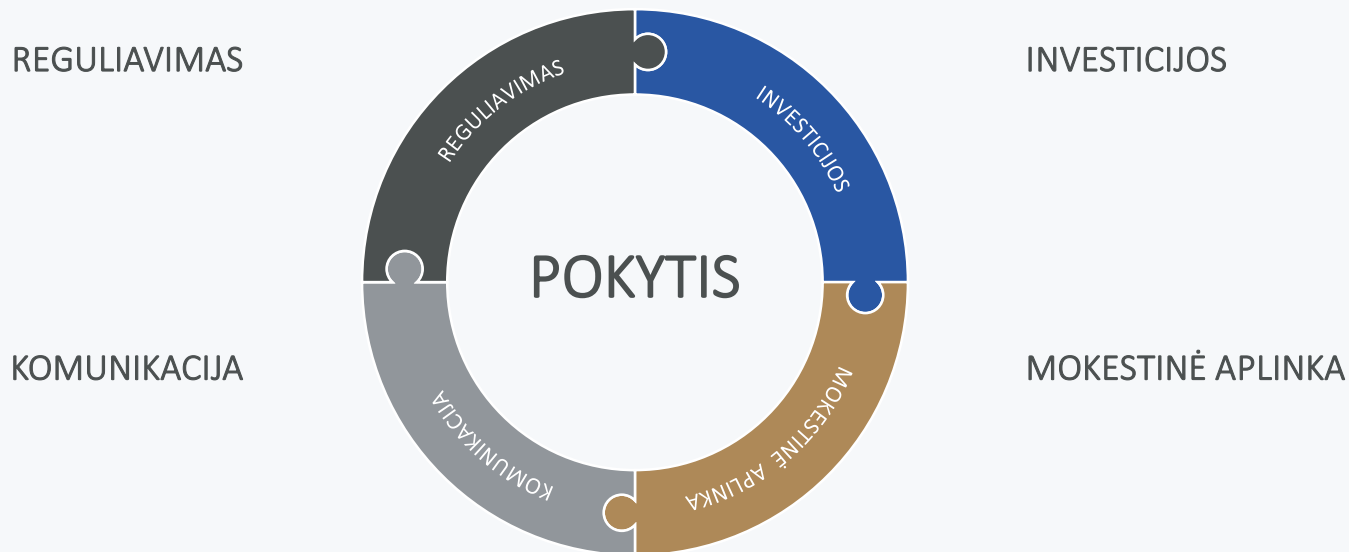 REGULIAVIMAS
INVESTICIJOS
REGULIAVIMAS
INVESTICIJOS
POKYTIS
KOMUNIKACIJA
MOKESTINĖ APLINKA
KOMUNIKACIJA
MOKESTINĖ APLINKA